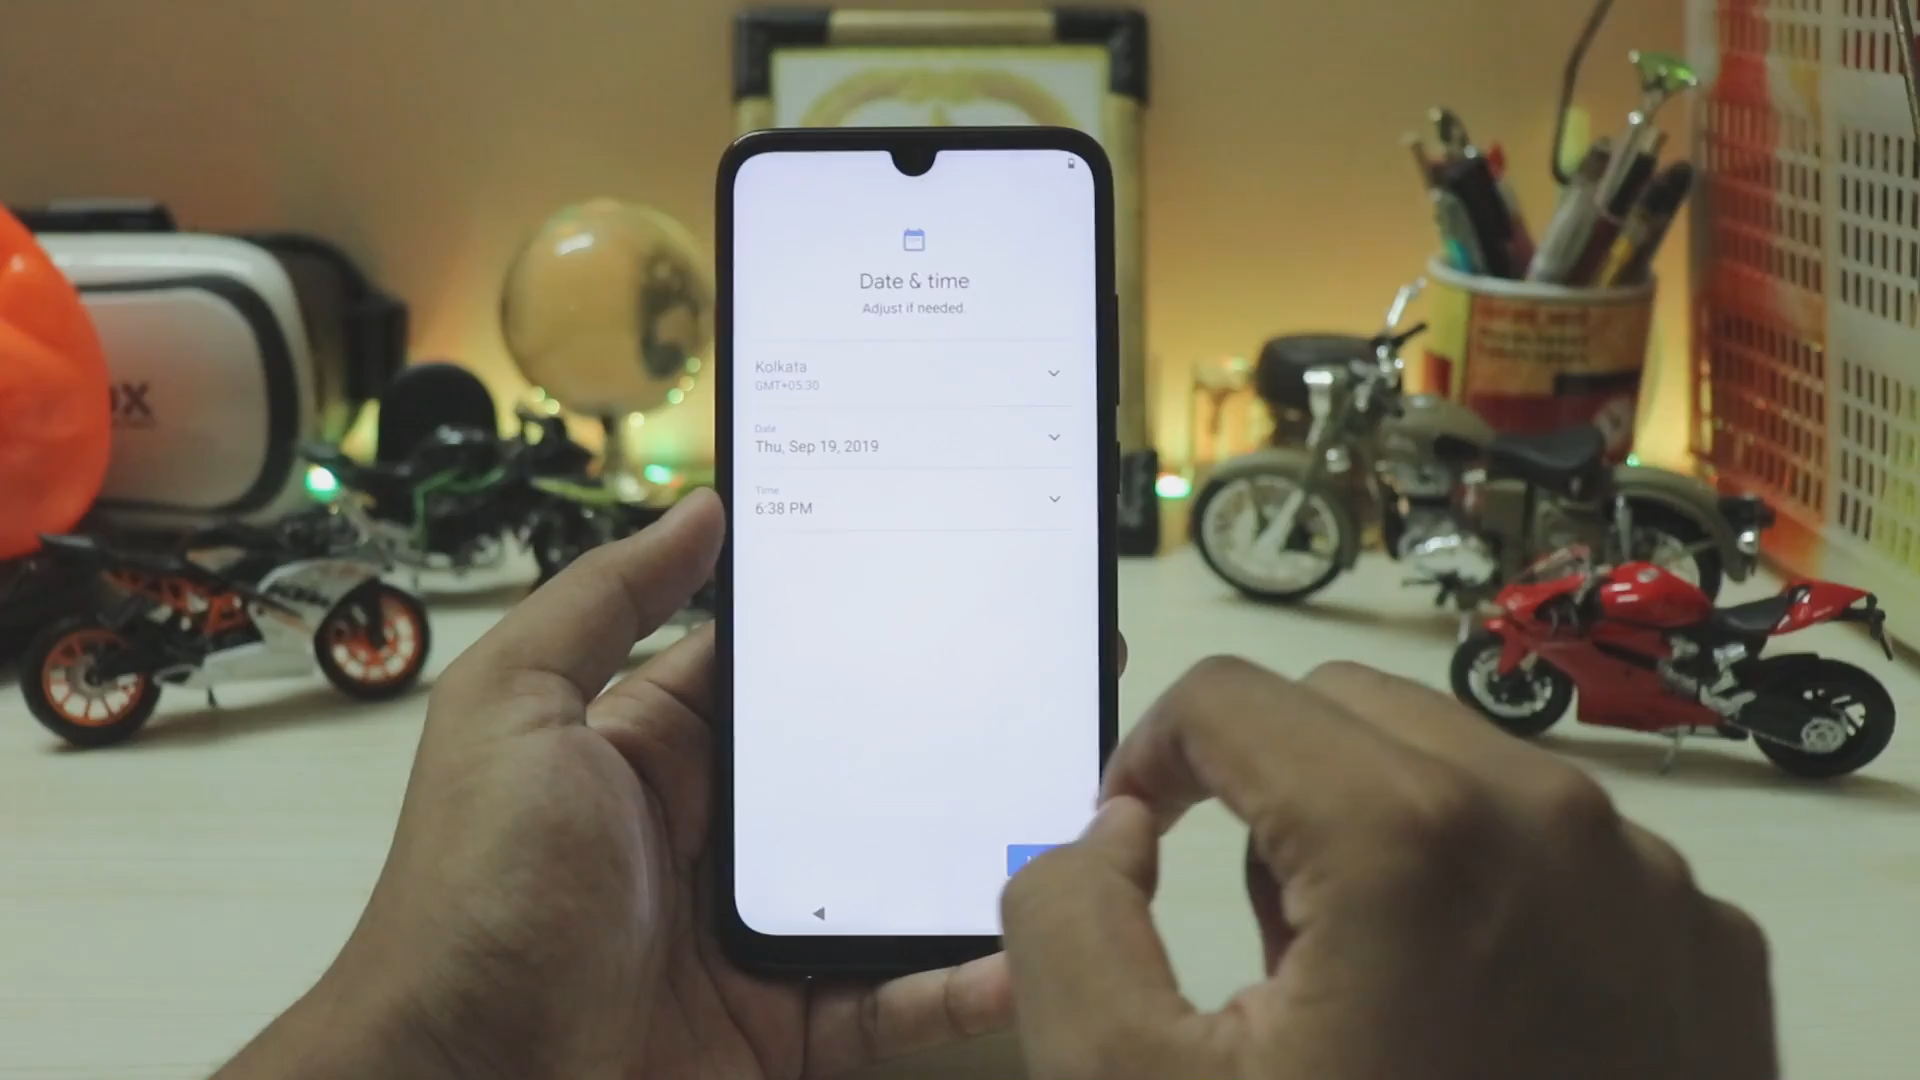 Date & time
Adjust if needed.
Kolkata
GMT+05:30
Date
Thu, Sep 19, 2019
Time
6:38 PM